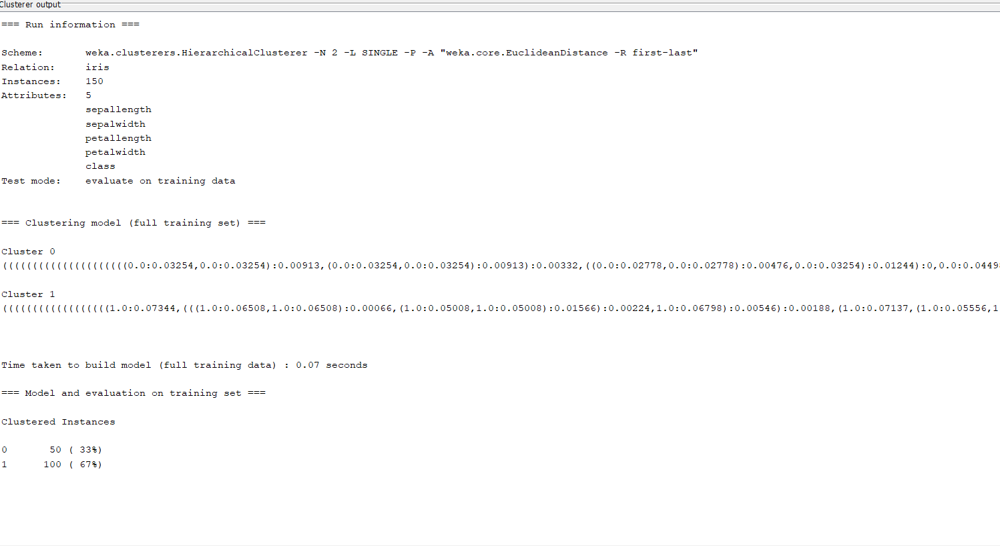 Clusterer output
=== Run information ===
Scheme: weka.clusterers.HierarchicalClusterer -N 2 -L SINGLE -P -A "weka.core.EuclideanDistance -R first-last"
Relation: iris
Instances: 150
Attributes: 5
sepallength
sepalwidth
petallength
petalwidth
class
Test mode: evaluate on training data
=== Clustering model (full training set) ===
Cluster 0
(((((((((((((((((((((0.0:0.03254,0.0:0.03254):0.00913,(0.0:0.03254,0.0:0.03254):0.00913):0.00332,((0.0:0.02778,0.0:0.02778):0.00476,0.0:0.03254):0.01244):0,0.0:0.0449
Cluster 1
((((((((((((((((((1.0:0.07344,(((1.0:0.06508,1.0:0.06508):0.00066,(1.0:0.05008,1.0:0.05008):0.01566):0.00224,1.0:0.06798):0.00546):0.00188,(1.0:0.07137,(1.0:0.05556,1
Time taken to build model (full training data) : 0.07 seconds
=== Model and evaluation on training set ===
Clustered Instances
0 50 ( 33%)
1 100 ( 67%)